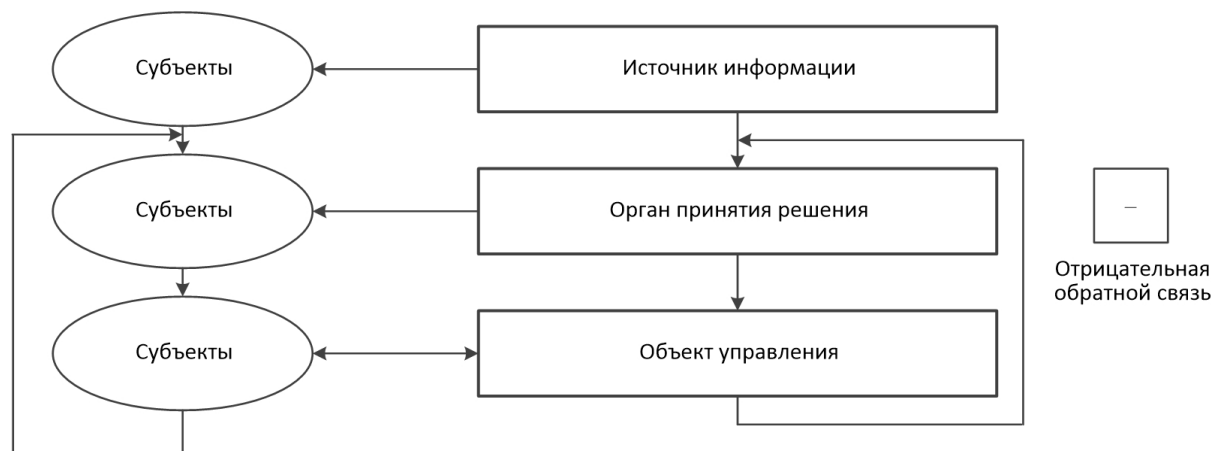 Субъекты
Источник информации
Субъекты
Орган принятия решения
–
Отрицательная
обратной связь
Субъекты
Объект управления